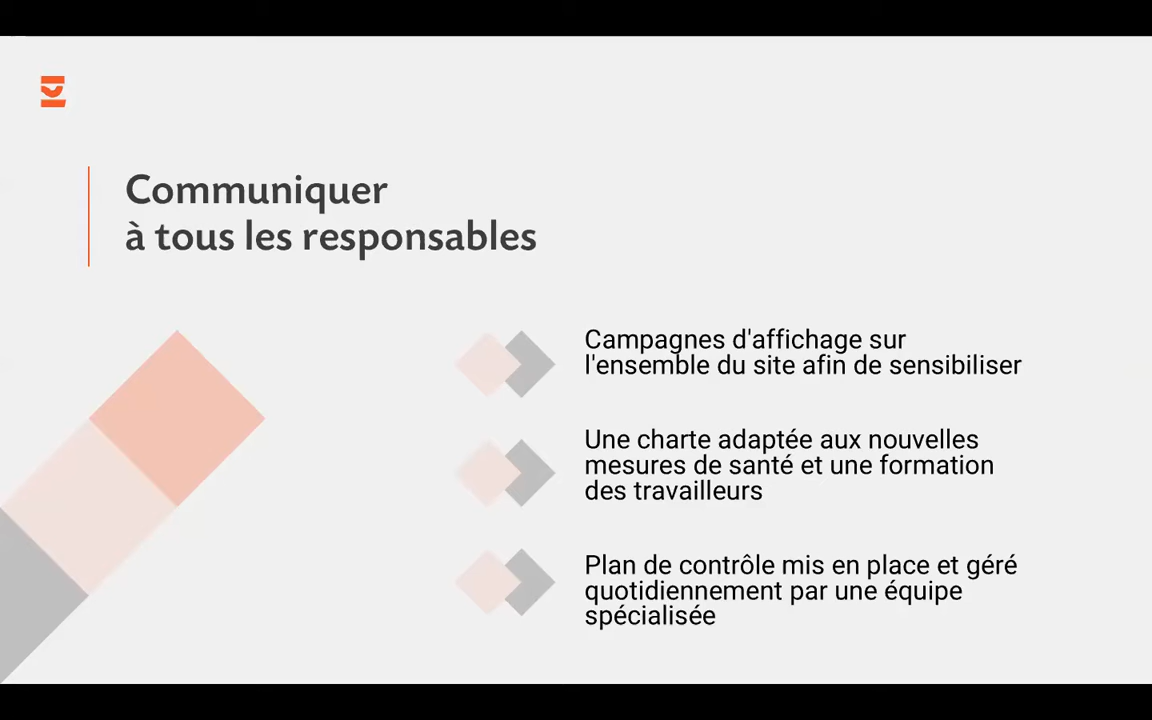 Communiquer
à tous les responsables
Campagnes d'affichage sur
l'ensemble du site afin de sensibiliser
Une charte adaptée aux nouvelles
mesures de santé et une formation
des travailleurs
Plan de contrôle mis en place et géré
quotidiennement par une équipe
spécialisée